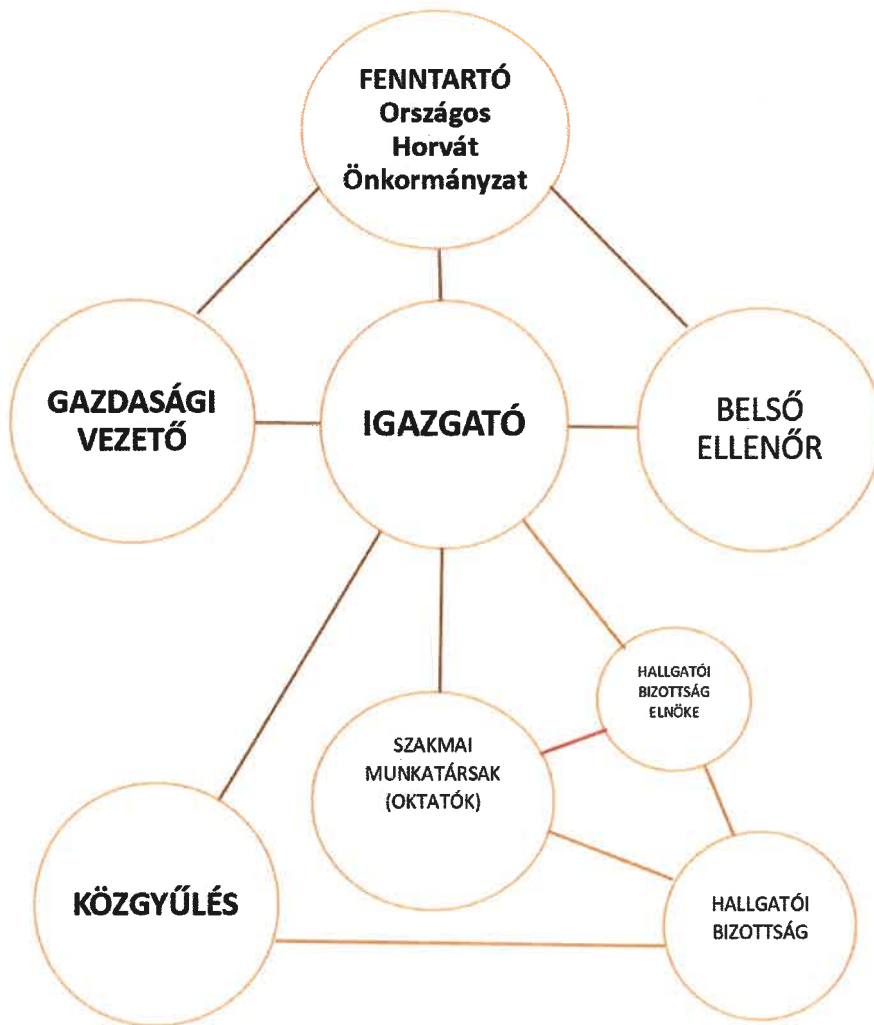 FENNTARTÓ
Országos
Horvát
Önkormányzat
GAZDASÁGI
VEZETŐ
IGAZGATÓ
BELSŐ
ELLENŐR
HALLGATÓI
BIZOTTSÁG
ELNÖKE
SZAKMAI
MUNKATÁRSAK
(OKTATÓK)
KÖZGYŰLÉS
HALLGATÓI
BIZOTTSÁG